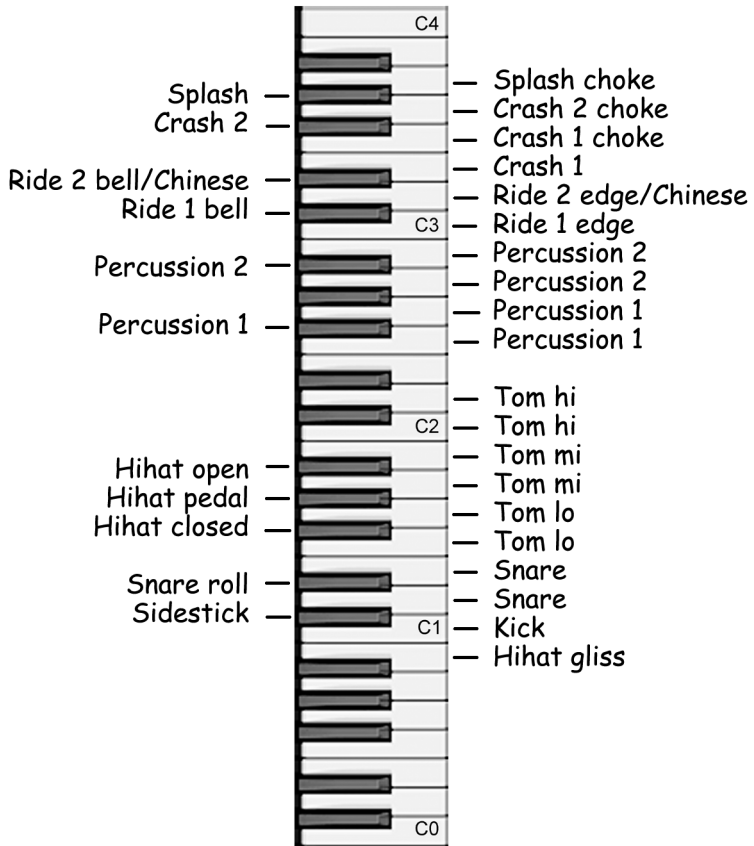 C4
Splash choke
Splash
Crash 2 choke
Crash 2
Crash 1 choke
Crash 1
Ride 2 bell/Chinese
Ride 2 edge/Chinese
Ride 1 bell
C3
Ride 1 edge
Percussion 2
Percussion 2
Percussion 2
Percussion 1
Percussion 1
Percussion 1
Tom hi
C2
Tom hi
Tom mi
Hihat open
Tom mi
Hihat pedal
Tom lo
Hihat closed
Tom lo
Snare
Snare roll
Snare
Sidestick
C1
Kick
Hihat gliss
C0